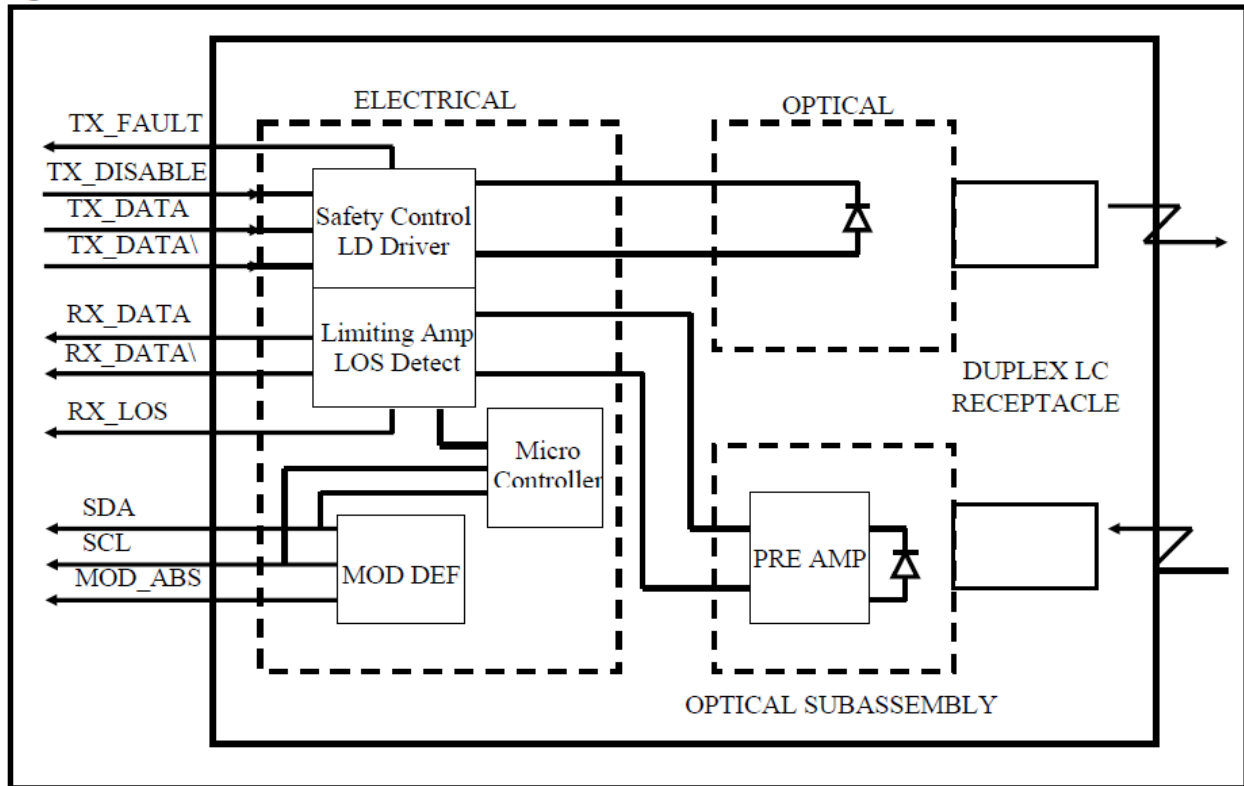 ELECTRICAL
OPTICAL
TX_FAULT
TX_DISABLE
TX_DATA
TX_DATA\
Safety Control
LD Driver
RX_DATA
RX_DATA\
RX_LOS
Limiting Amp
LOS Detect
DUPLEX LC
RECEPTACLE
Micro
Controller
SDA
SCL
MOD_ABS
MOD DEF
PRE AMP
OPTICAL SUBASSEMBLY